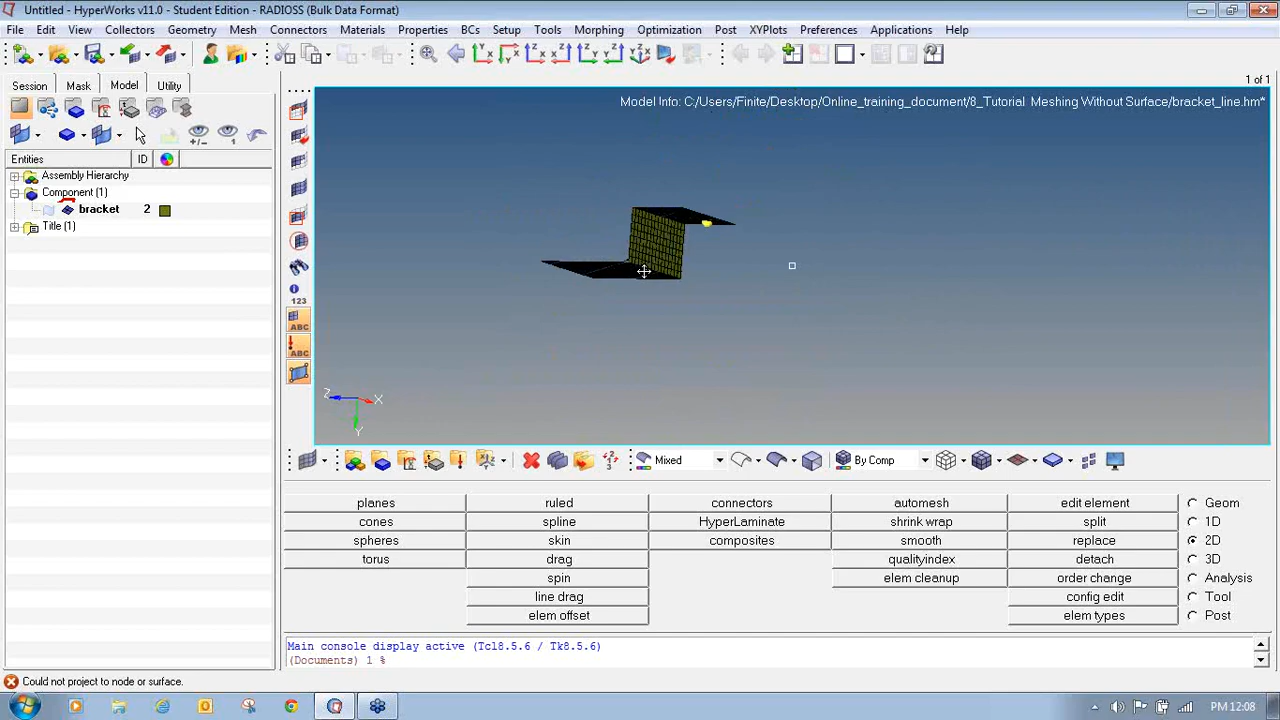 Untitled - HyperWorks v11.0 - Student Edition - RADIOSS (Bulk Data Format)
File Edit View Collectors Geometry Mesh Connectors Materials Properties BCs Setup Tools Morphing Optimization Post XYPlots Preferences Applications Help
Session Mask Model Utility
1 of 1
Model Info: C:/Users/Finite/Desktop/Online_training_document/8_Tutorial Meshing Without Surface/bracket_line.hm*
Entities ID
Assembly Hierarchy
Component (1)
bracket 2
Title (1)
123
ABC
ABC
Z X
Y
Mixed By Comp
planes ruled connectors automesh edit element Geom
cones spline HyperLaminate shrink wrap split 1D
spheres skin composites smooth replace 2D
torus drag qualityindex detach 3D
spin elem cleanup order change Analysis
line drag config edit Tool
elem offset elem types Post
Main console display active (Tcl8.5.6 / Tk8.5.6)
(Documents) 1 %
Could not project to node or surface.
PM 12:08